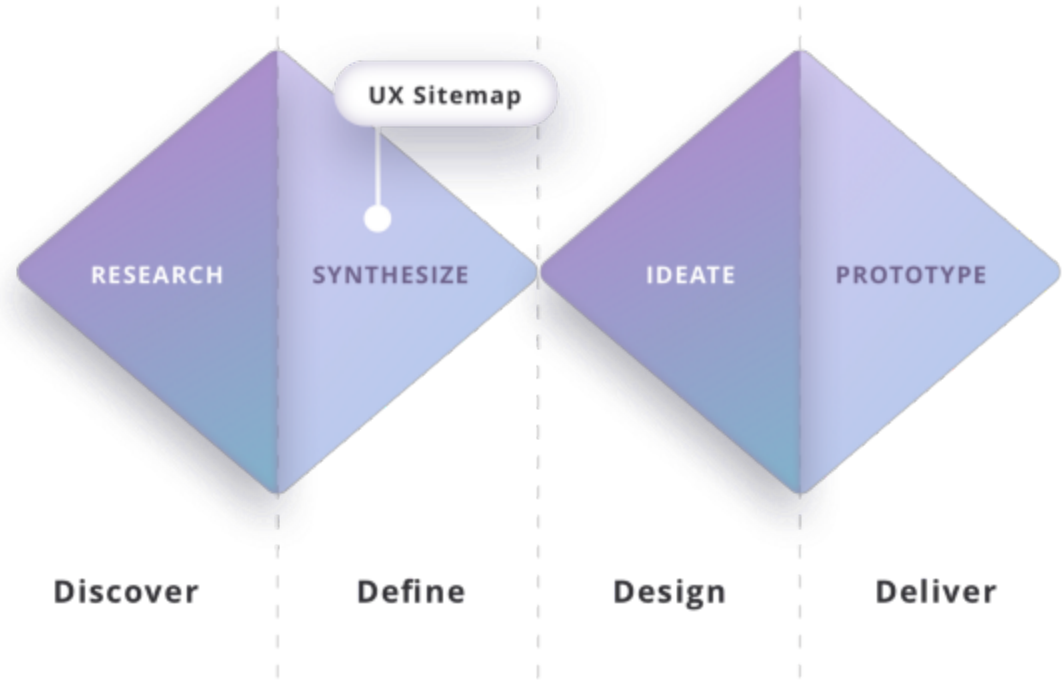 UX Sitemap
RESEARCH
SYNTHESIZE
IDEATE
PROTOTYPE
Discover
Define
Design
Deliver